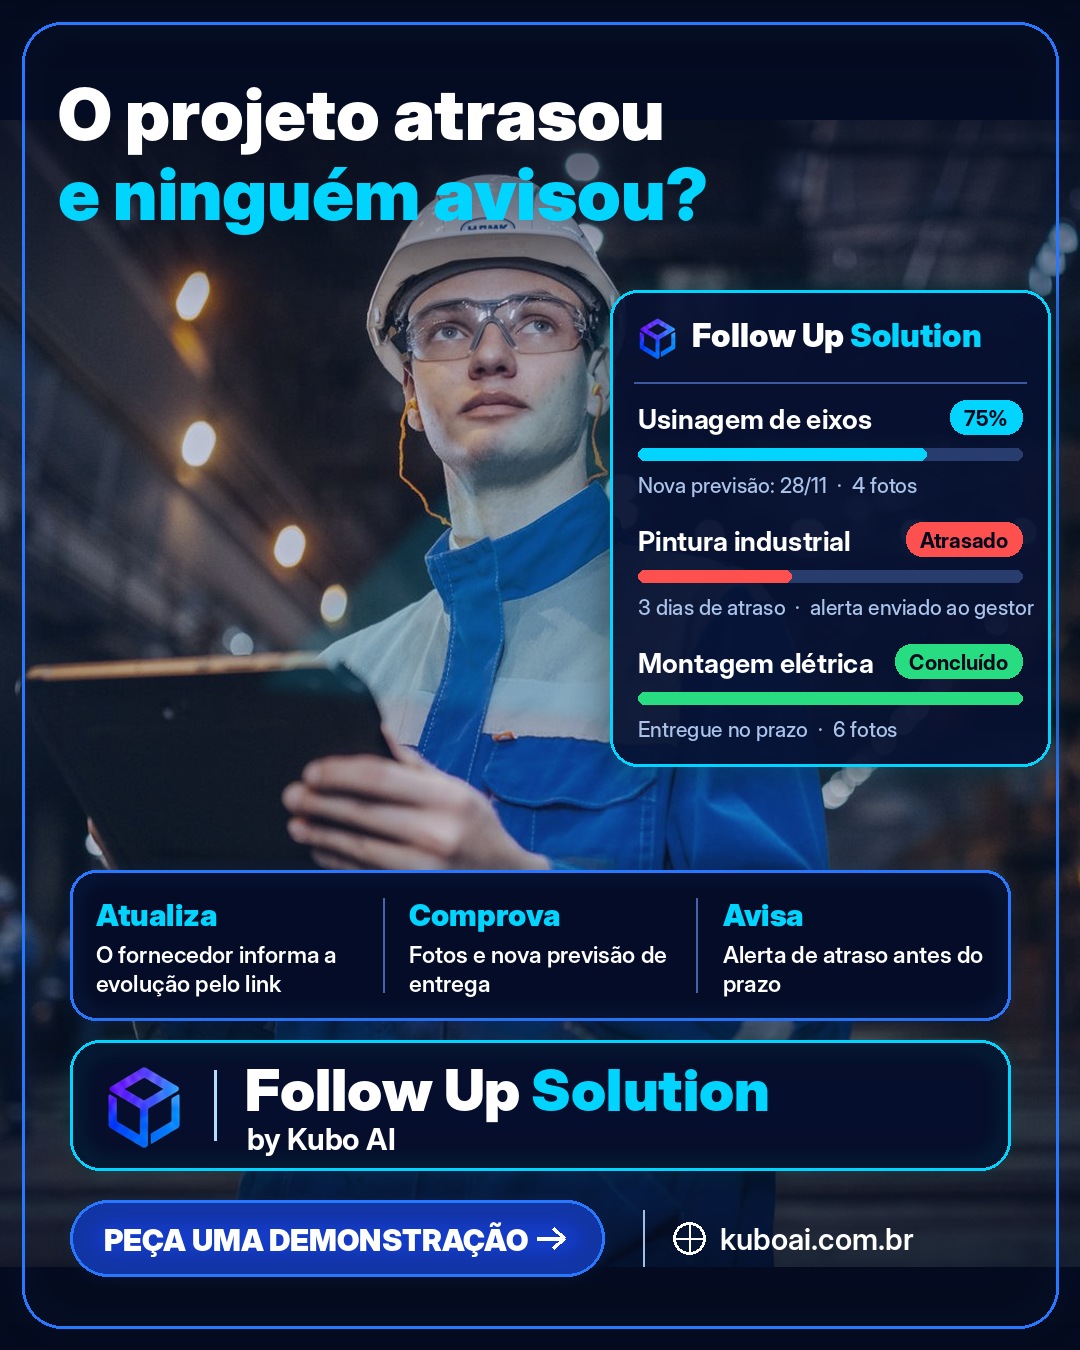 O projeto atrasou
e ninguém avisou?
Follow Up Solution
Usinagem de eixos 75%
Nova previsão: 28/11 · 4 fotos
Pintura industrial Atrasado
3 dias de atraso · alerta enviado ao gestor
Montagem elétrica Concluído
Entregue no prazo · 6 fotos
Atualiza
O fornecedor informa a
evolução pelo link
Comprova
Fotos e nova previsão de
entrega
Avisa
Alerta de atraso antes do
prazo
Follow Up Solution
by Kubo AI
PEÇA UMA DEMONSTRAÇÃO →
kuboai.com.br